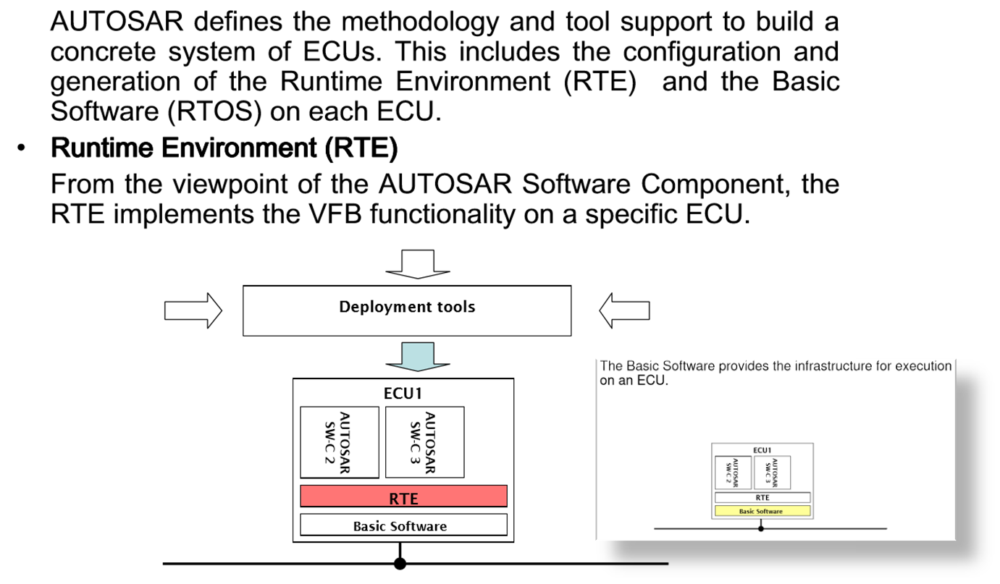 AUTOSAR defines the methodology and tool support to build a
concrete system of ECUs. This includes the configuration and
generation of the Runtime Environment (RTE) and the Basic
Software (RTOS) on each ECU.
• Runtime Environment (RTE)
From the viewpoint of the AUTOSAR Software Component, the
RTE implements the VFB functionality on a specific ECU.
Deployment tools
ECU1
AUTOSAR
SW-C 2
AUTOSAR
SW-C 3
RTE
Basic Software
The Basic Software provides the infrastructure for execution
on an ECU.
ECU1
AUTOSAR
SW-C 2
AUTOSAR
SW-C 3
RTE
Basic Software